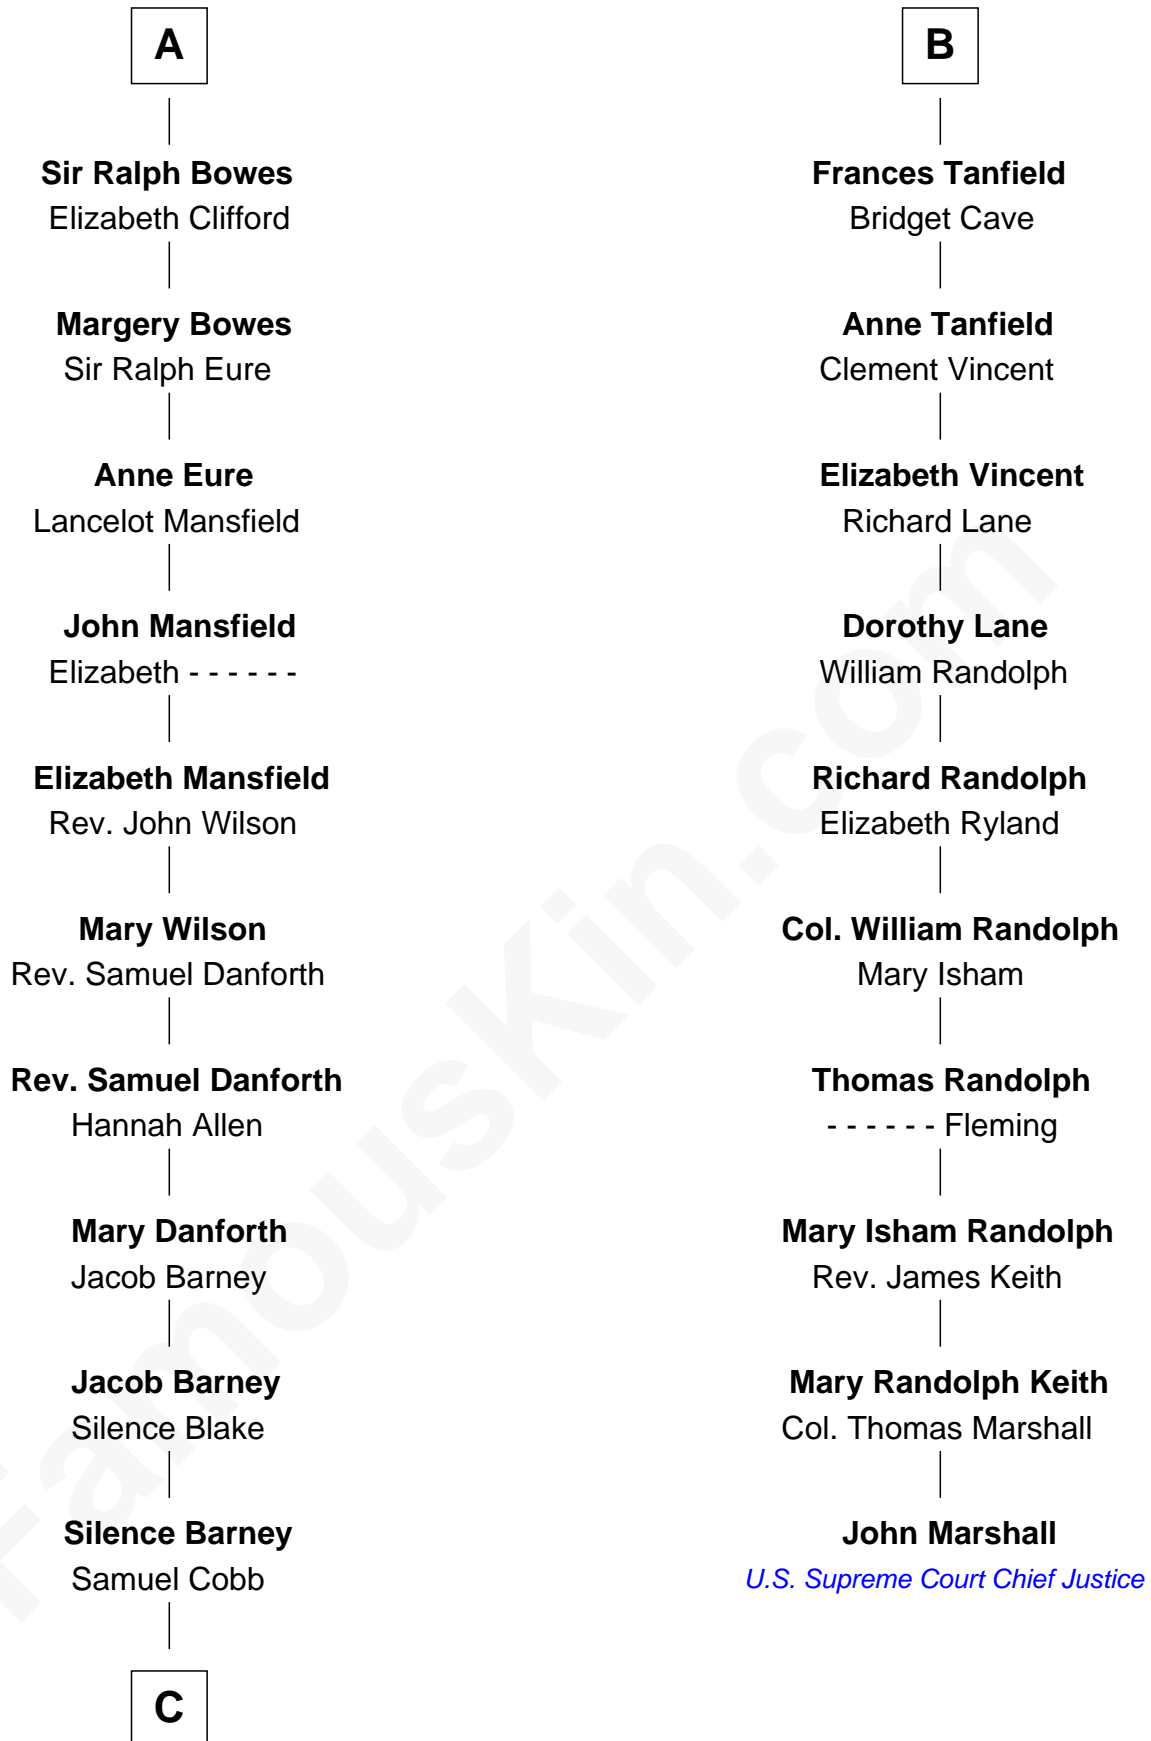 A
Sir Ralph Bowes
Elizabeth Clifford
Margery Bowes
Sir Ralph Eure
Anne Eure
Lancelot Mansfield
John Mansfield
Elizabeth - - - - - -
Elizabeth Mansfield
Rev. John Wilson
Mary Wilson
Rev. Samuel Danforth
Rev. Samuel Danforth
Hannah Allen
Mary Danforth
Jacob Barney
Jacob Barney
Silence Blake
Silence Barney
Samuel Cobb
C
B
Frances Tanfield
Bridget Cave
Anne Tanfield
Clement Vincent
Elizabeth Vincent
Richard Lane
Dorothy Lane
William Randolph
Richard Randolph
Elizabeth Ryland
Col. William Randolph
Mary Isham
Thomas Randolph
- - - - - - Fleming
Mary Isham Randolph
Rev. James Keith
Mary Randolph Keith
Col. Thomas Marshall
John Marshall
U.S. Supreme Court Chief Justice
FamousKin.com